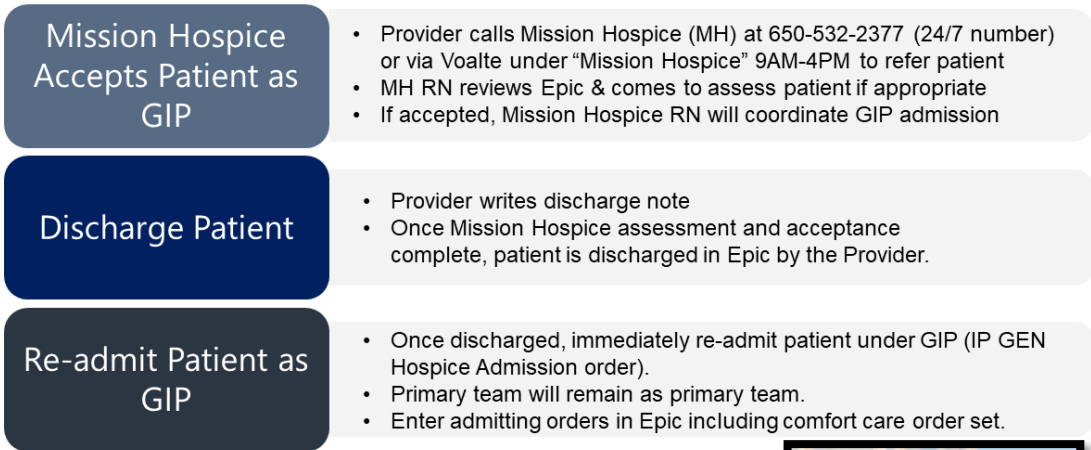 Mission Hospice
Accepts Patient as
GIP
• Provider calls Mission Hospice (MH) at 650-532-2377 (24/7 number)
or via Voalte under “Mission Hospice” 9AM-4PM to refer patient
• MH RN reviews Epic & comes to assess patient if appropriate
• If accepted, Mission Hospice RN will coordinate GIP admission
Discharge Patient
• Provider writes discharge note
• Once Mission Hospice assessment and acceptance
complete, patient is discharged in Epic by the Provider.
Re-admit Patient as
GIP
• Once discharged, immediately re-admit patient under GIP (IP GEN
Hospice Admission order).
• Primary team will remain as primary team.
• Enter admitting orders in Epic including comfort care order set.